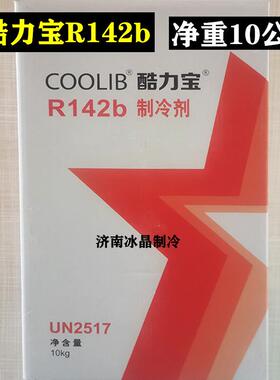 酷力宝R142b 净重10公
COOLIB® 酷力宝®
R142b 制冷剂
济南冰晶制冷
UN2517
净含量
10kg